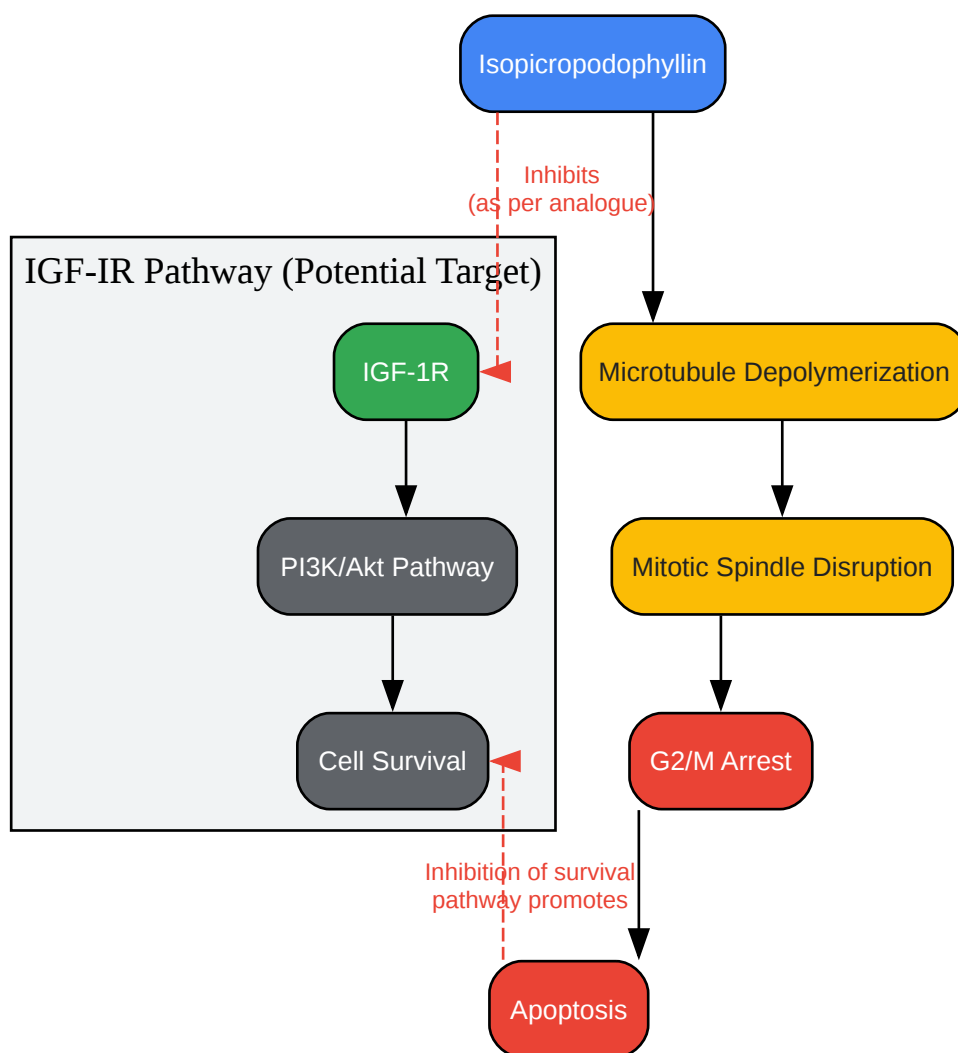 Isopicropodophyllin
Inhibits
(as per analogue)
IGF-IR Pathway (Potential Target)
IGF-1R
Microtubule Depolymerization
PI3K/Akt Pathway
Mitotic Spindle Disruption
Cell Survival
G2/M Arrest
Inhibition of survival
pathway promotes
Apoptosis